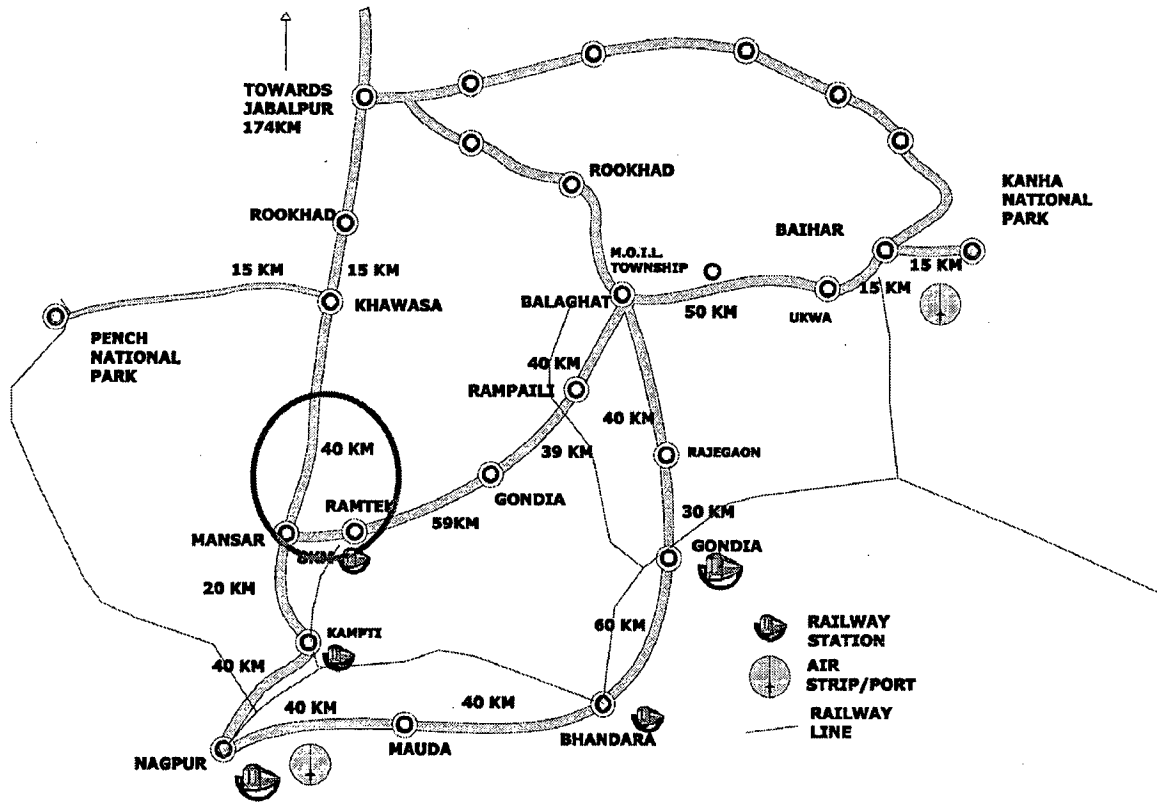 TOWARDS
JABALPUR
174KM
ROOKHAD
KANHA
NATIONAL
PARK
ROOKHAD
BAIHAR
M.O.I.L.
TOWNSHIP
15 KM
15 KM
15 KM
15 KM
KHAWASA
BALAGHAT
50 KM
UKWA
PENCH
NATIONAL
PARK
40 KM
RAMPAILI
40 KM
40 KM
39 KM
RAJEGAON
RAMTEK
GONDIA
59KM
30 KM
MANSAR
8KM
GONDIA
20 KM
KAMPTI
60 KM
RAILWAY
STATION
40 KM
AIR
STRIP/PORT
40 KM
40 KM
RAILWAY
LINE
MAUDA
BHANDARA
NAGPUR